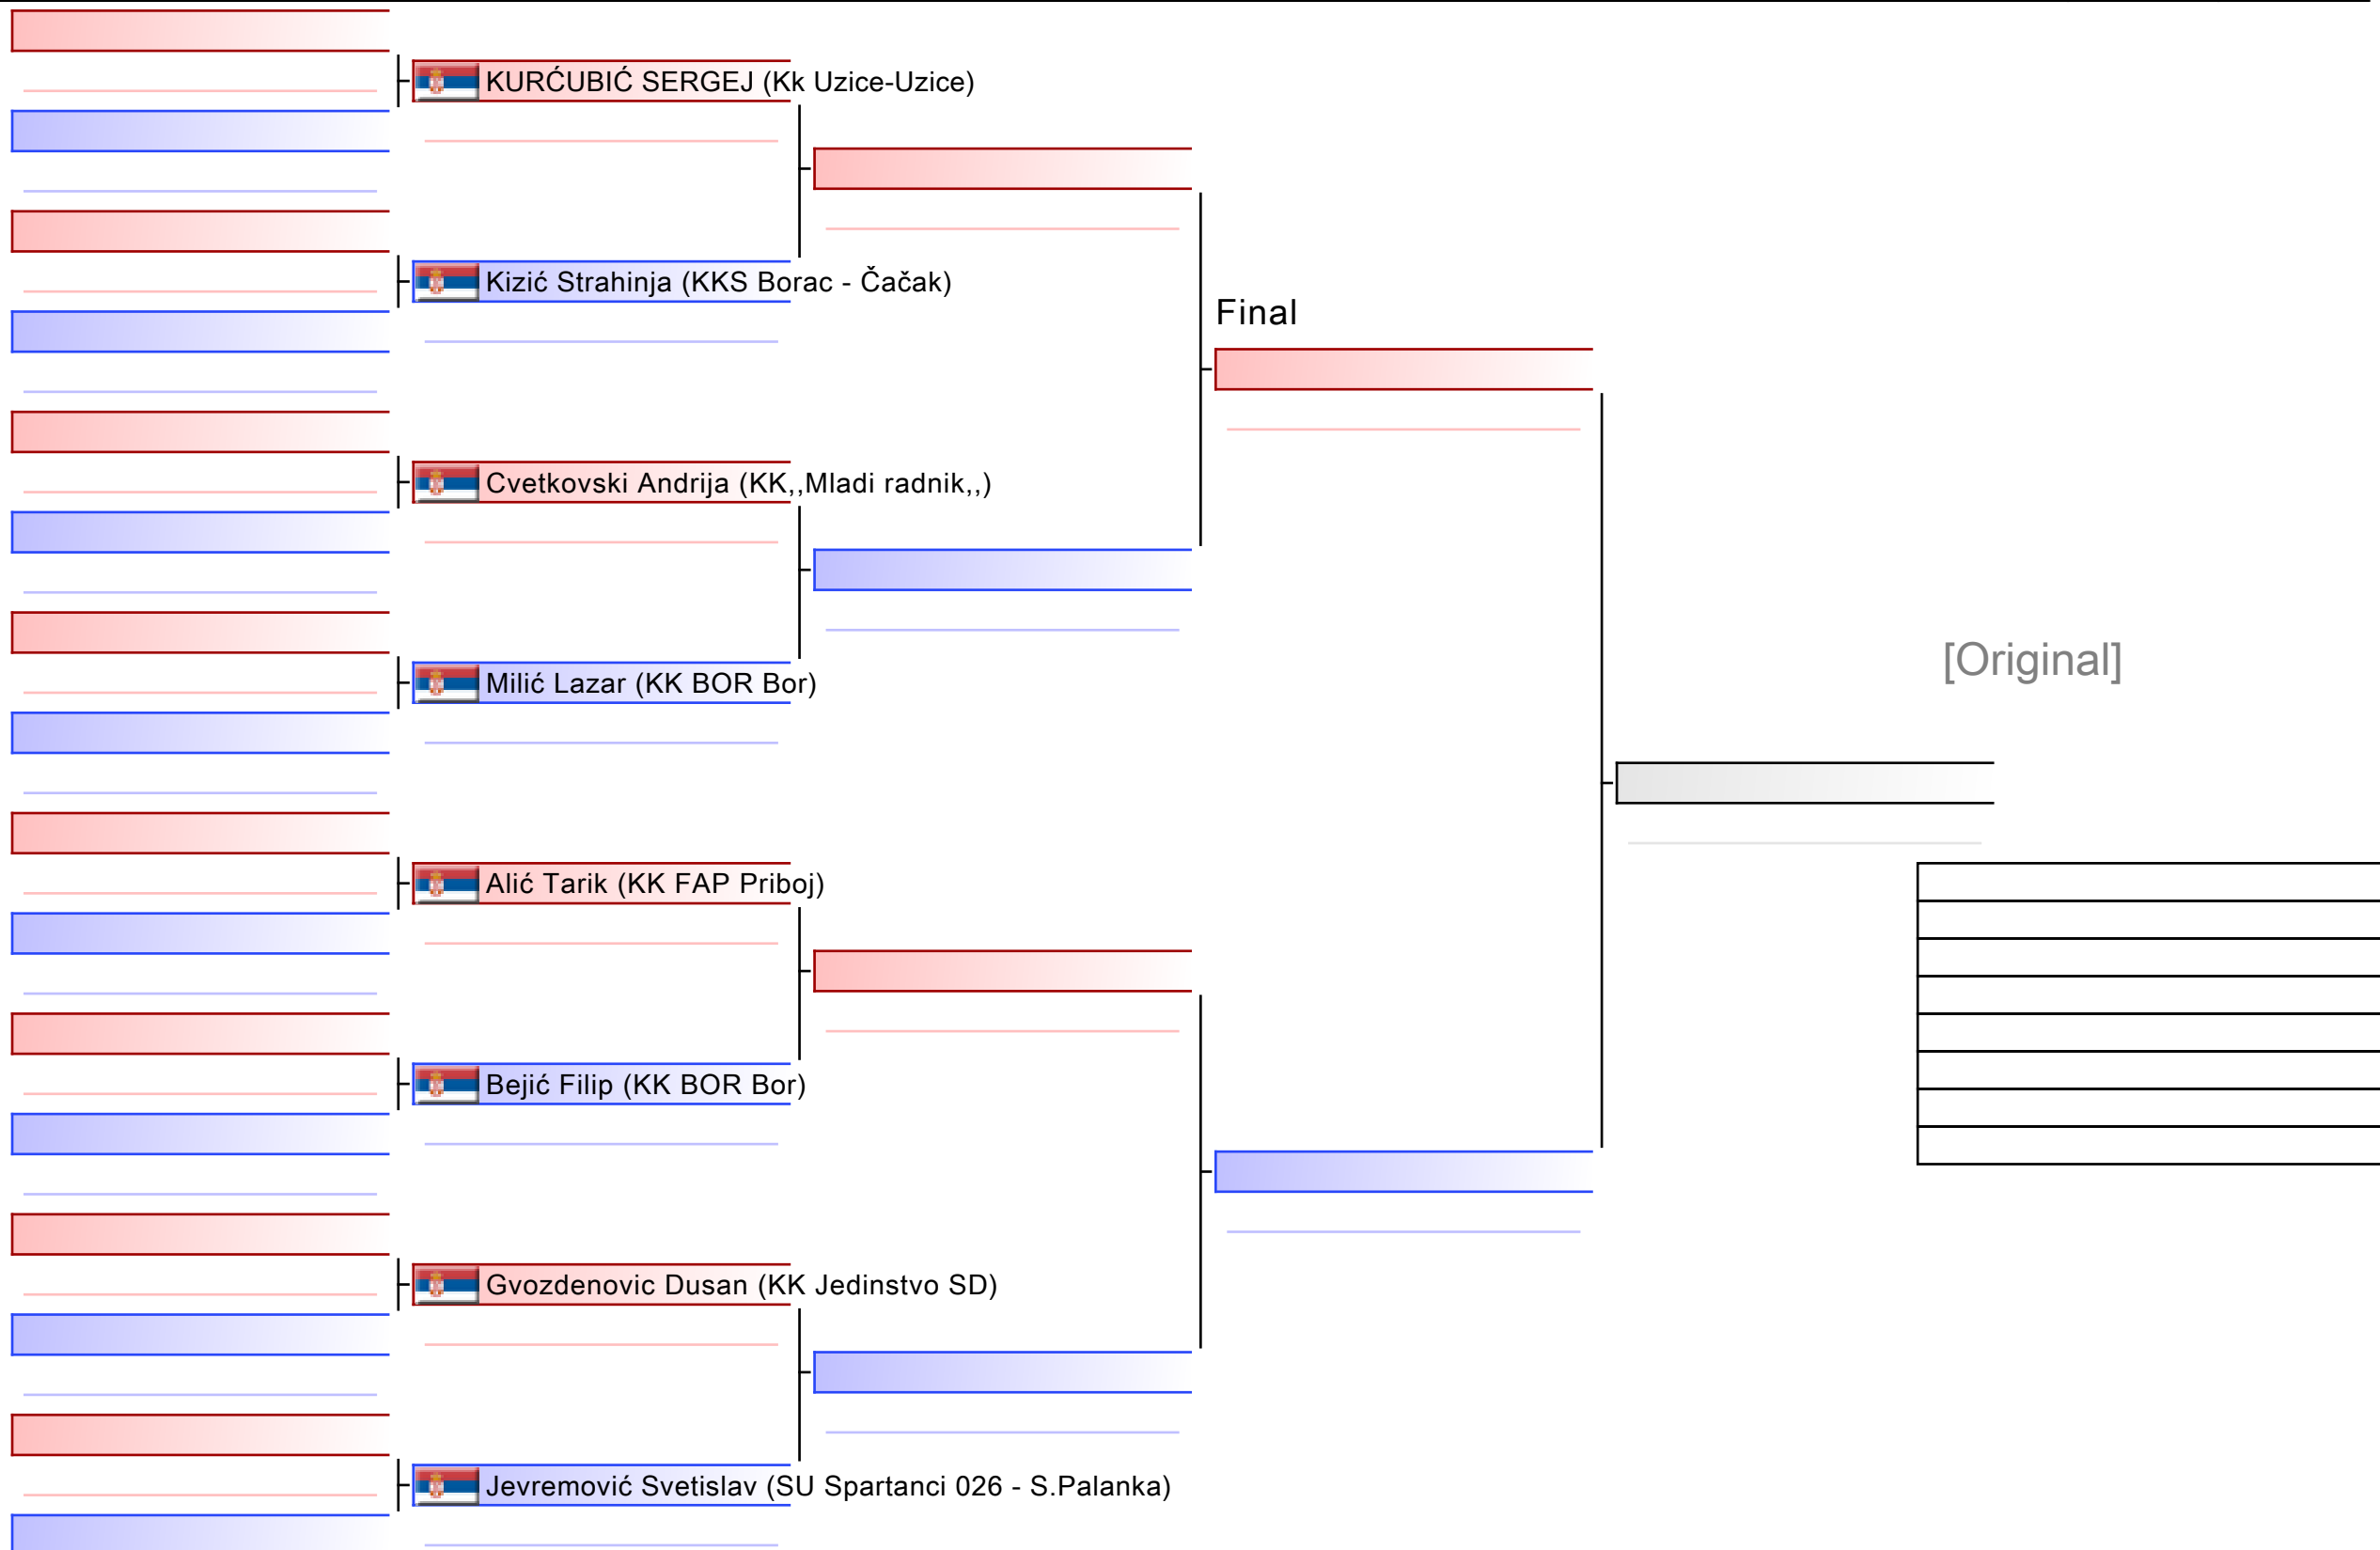 KURĆUBIĆ SERGEJ (Kk Uzice-Uzice)
Kizić Strahinja (KKS Borac - Čačak)
Final
Cvetkovski Andrija (KK,,Mladi radnik,,)
[Original]
Milić Lazar (KK BOR Bor)
Alić Tarik (KK FAP Priboj)
Bejić Filip (KK BOR Bor)
Gvozdenovic Dusan (KK Jedinstvo SD)
Jevremović Svetislav (SU Spartanci 026 - S.Palanka)